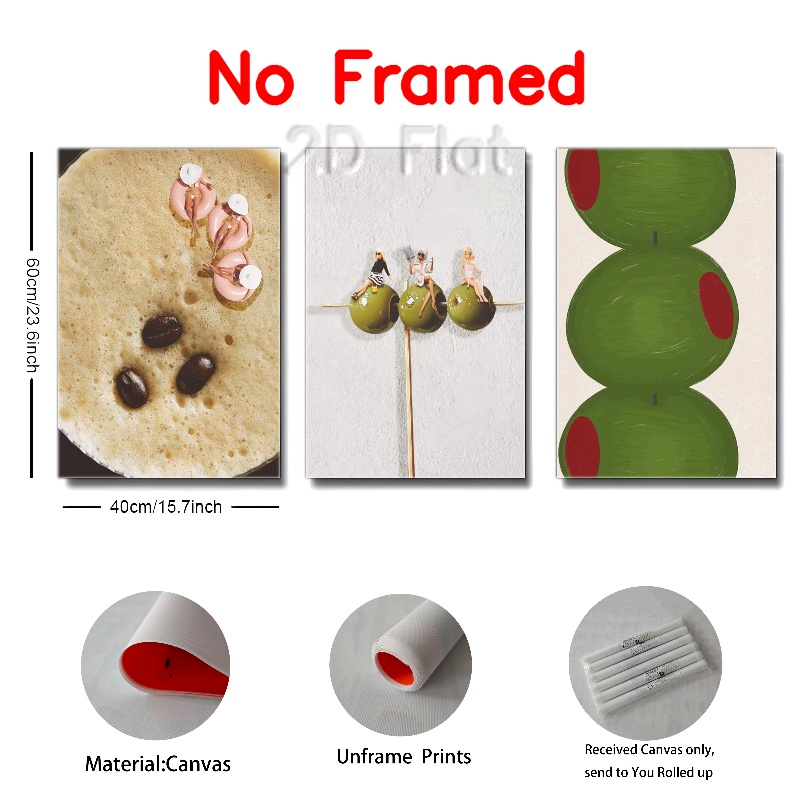 No Framed
2D Flat
60cm/23.6inch
40cm/15.7inch
Material:Canvas
Unframe Prints
Received Canvas only,
send to You Rolled up